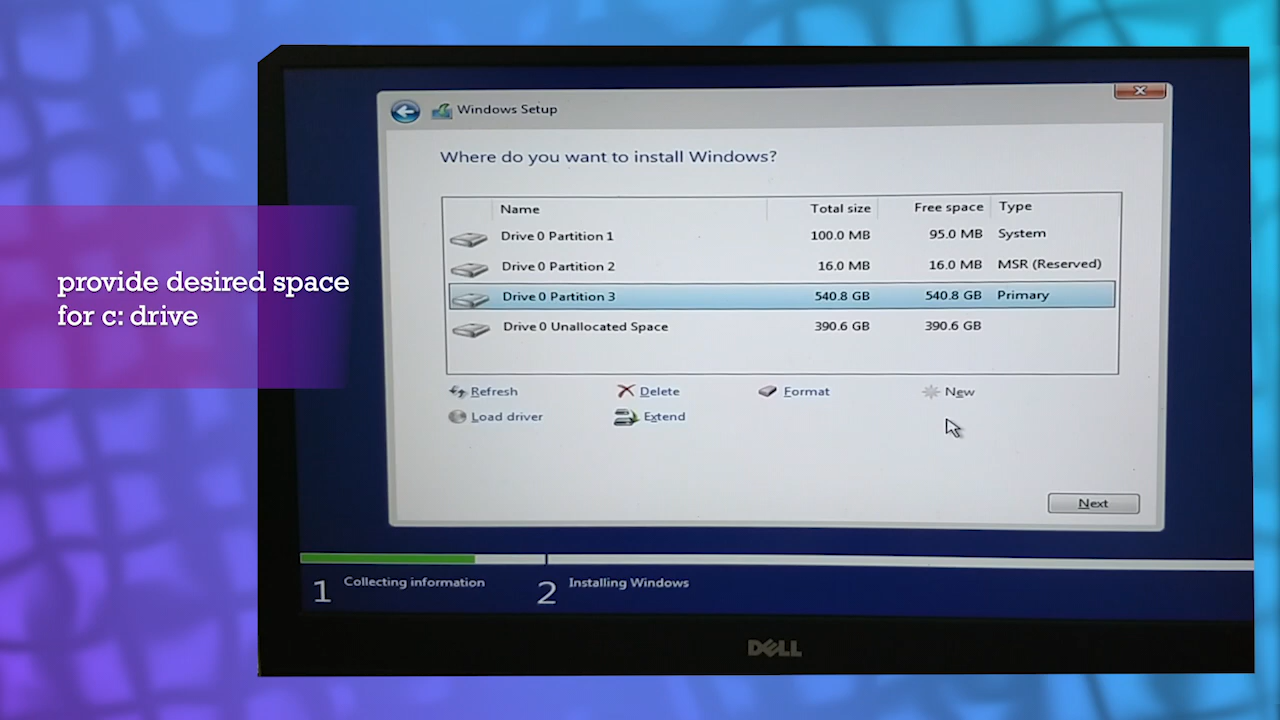 Windows Setup
Where do you want to install Windows?
Name Total size Free space Type
Drive 0 Partition 1 100.0 MB 95.0 MB System
Drive 0 Partition 2 16.0 MB 16.0 MB MSR (Reserved)
Drive 0 Partition 3 540.8 GB 540.8 GB Primary
Drive 0 Unallocated Space 390.6 GB 390.6 GB
Refresh Delete Format New
Load driver Extend
Next
1 Collecting information 2 Installing Windows
DELL
provide desired space
for c: drive